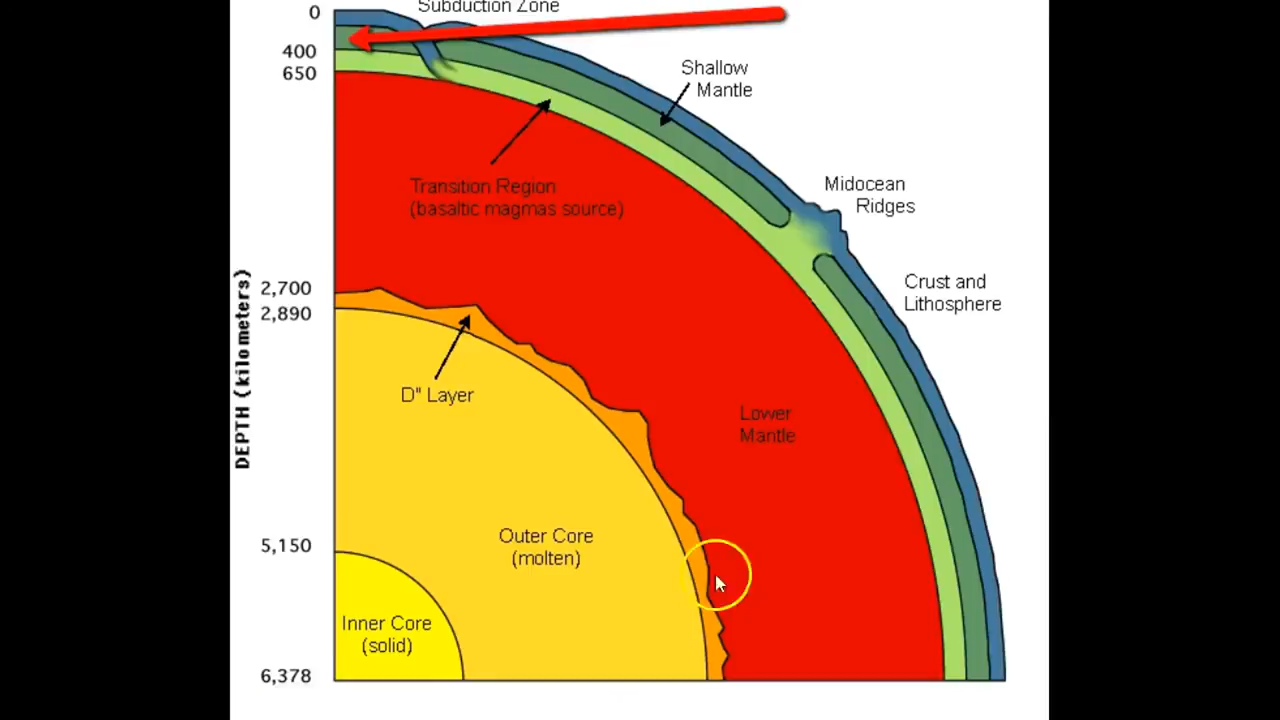 Subduction Zone
0
400
650
Shallow
Mantle
Transition Region
(basaltic magmas source)
Midocean
Ridges
Crust and
Lithosphere
2,700
2,890
DEPTH (kilometers)
D" Layer
Lower
Mantle
Outer Core
(molten)
5,150
Inner Core
(solid)
6,378